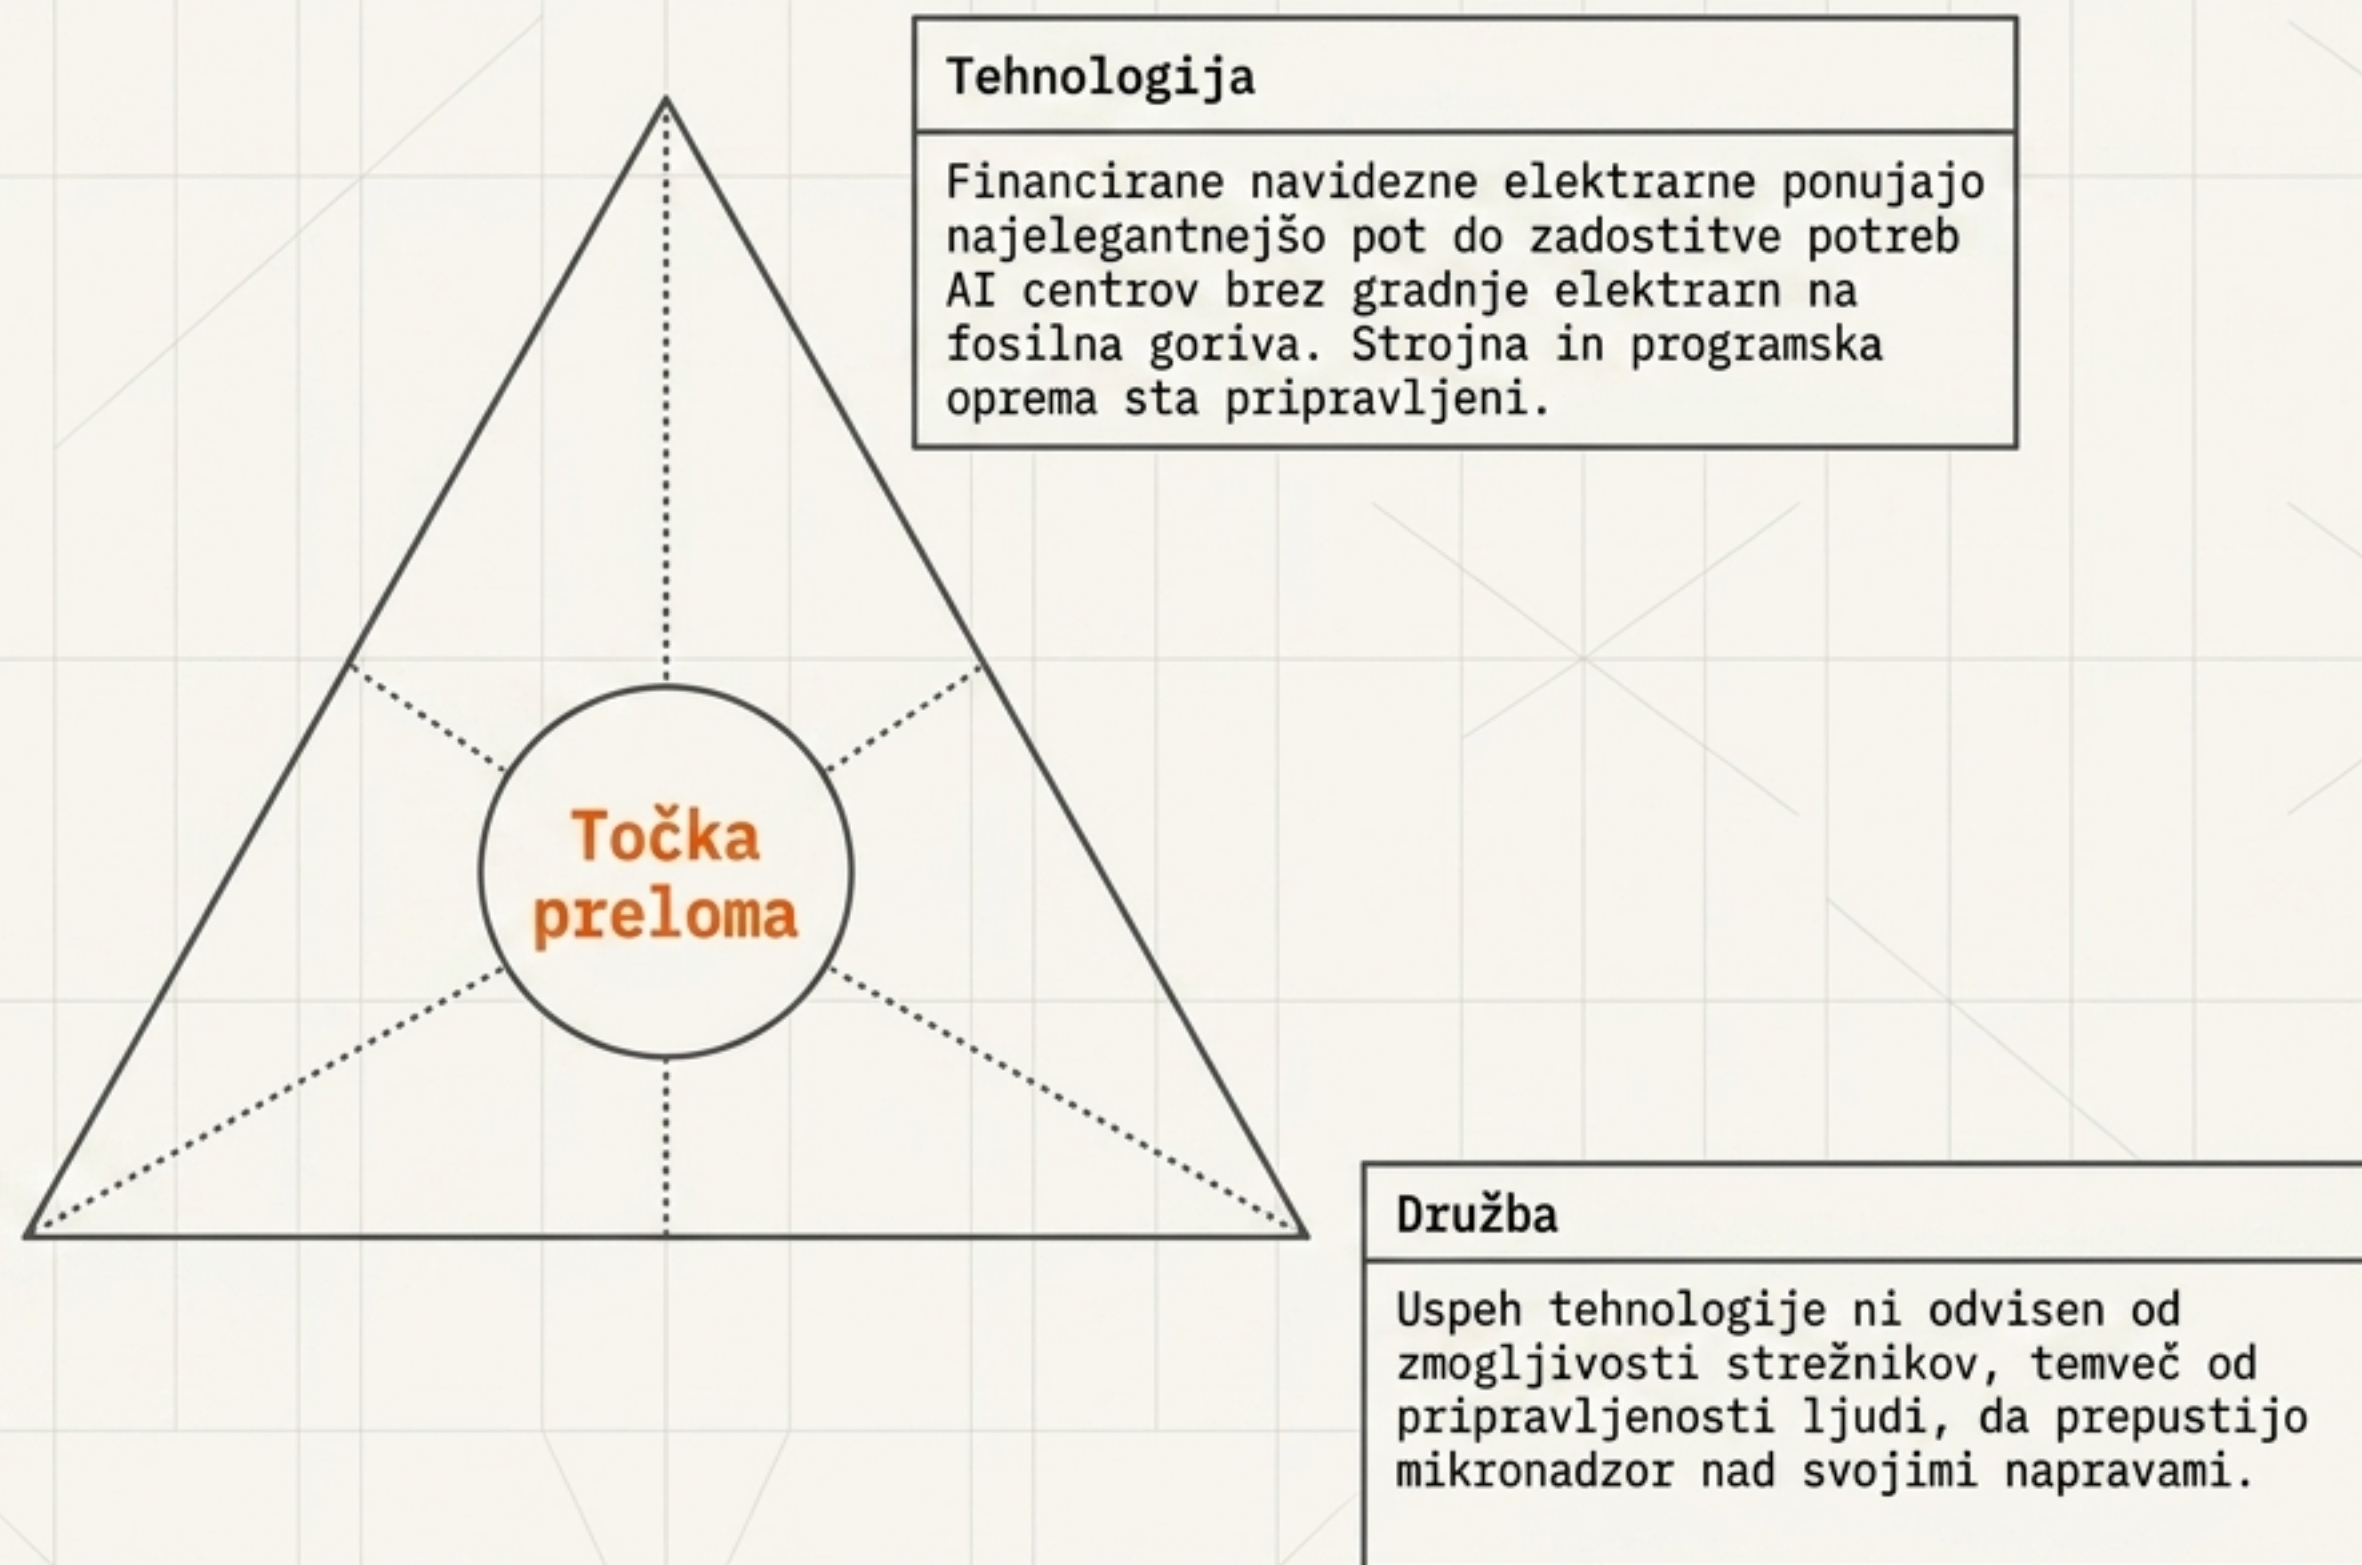 Tehnologija
Financirane navidezne elektrarne ponujajo
najelegantnejšo pot do zadostitve potreb
AI centrov brez gradnje elektrarn na
fosilna goriva. Strojna in programska
oprema sta pripravljeni.
Točka
preloma
Družba
Uspeh tehnologije ni odvisen od
zmogljivosti strežnikov, temveč od
pripravljenosti ljudi, da prepustijo
mikronadzor nad svojimi napravami.